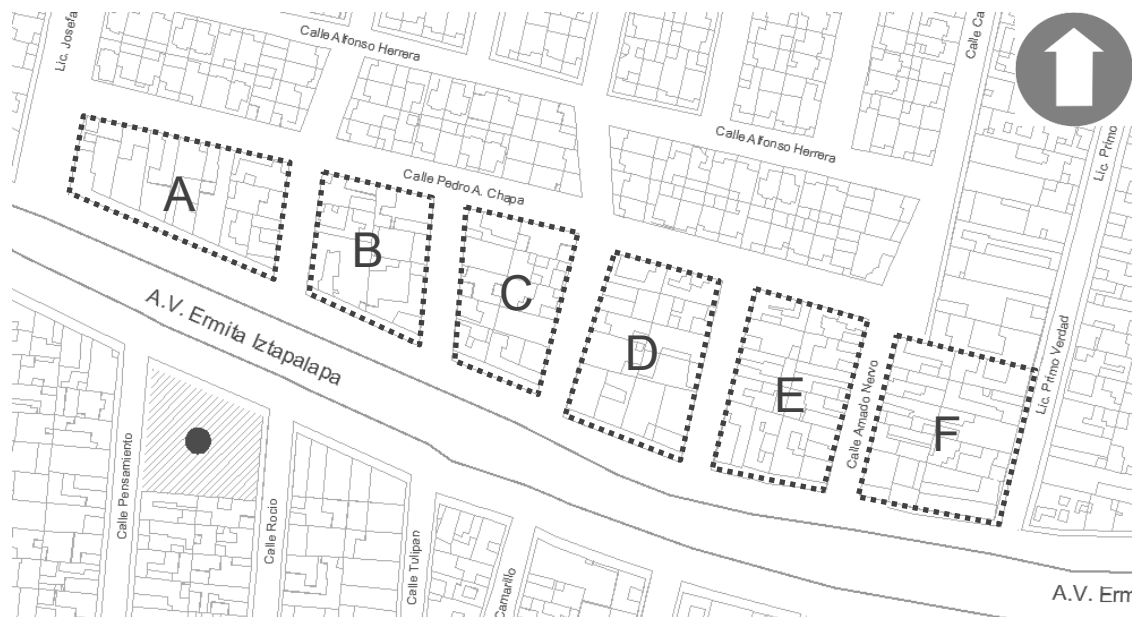 Lic. Josefa
Calle Alfonso Herrera
Calle Ca
Lic. Primo
Calle Alfonso Herrera
Calle Pedro A. Chapa
A
B
C
D
E
F
A.V. Ermita Iztapalapa
Calle Amado Nervo
Lic. Primo Verdad
Calle Pensamiento
Calle Rocio
Calle Tulipan
Camarillo
A.V. Erm